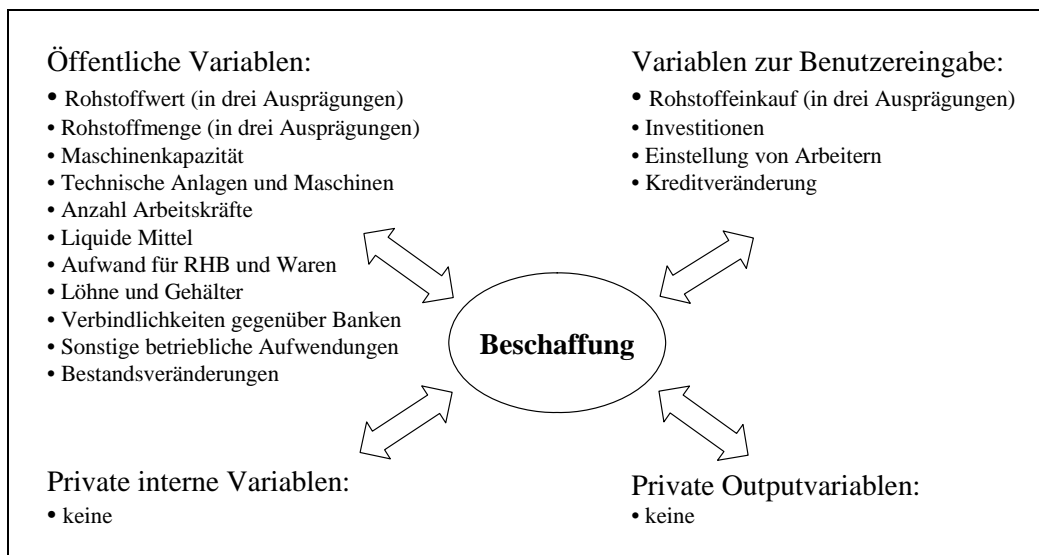 Öffentliche Variablen:
• Rohstoffwert (in drei Ausprägungen)
• Rohstoffmenge (in drei Ausprägungen)
• Maschinenkapazität
• Technische Anlagen und Maschinen
• Anzahl Arbeitskräfte
• Liquide Mittel
• Aufwand für RHB und Waren
• Löhne und Gehälter
• Verbindlichkeiten gegenüber Banken
• Sonstige betriebliche Aufwendungen
• Bestandsveränderungen
Variablen zur Benutzereingabe:
• Rohstoffeinkauf (in drei Ausprägungen)
• Investitionen
• Einstellung von Arbeitern
• Kreditveränderung
Beschaffung
Private interne Variablen:
• keine
Private Outputvariablen:
• keine